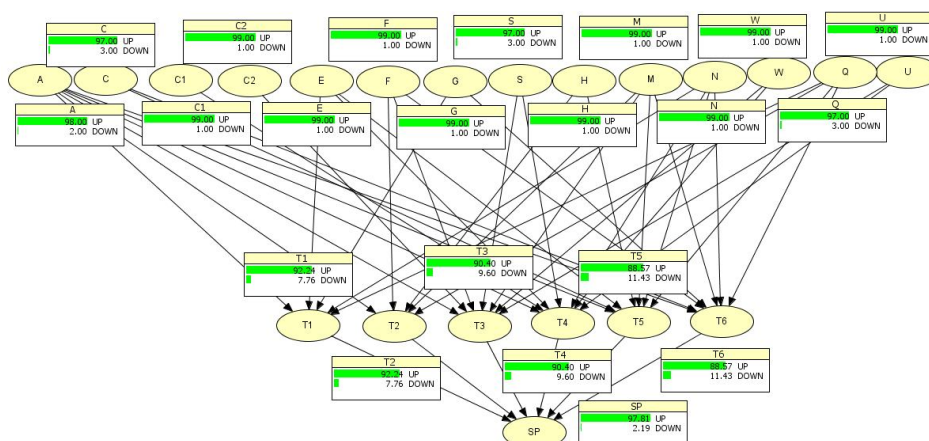 C
97.00 UP
3.00 DOWN
C2
99.00 UP
1.00 DOWN
F
99.00 UP
1.00 DOWN
S
97.00 UP
3.00 DOWN
M
99.00 UP
1.00 DOWN
W
99.00 UP
1.00 DOWN
U
99.00 UP
1.00 DOWN
A C C1 C2 E F G S H M N W Q U
A
98.00 UP
2.00 DOWN
C1
99.00 UP
1.00 DOWN
E
99.00 UP
1.00 DOWN
G
99.00 UP
1.00 DOWN
H
99.00 UP
1.00 DOWN
N
99.00 UP
1.00 DOWN
Q
97.00 UP
3.00 DOWN
T1
92.24 UP
7.76 DOWN
T3
90.40 UP
9.60 DOWN
T5
88.57 UP
11.43 DOWN
T1 T2 T3 T4 T5 T6
T2
92.24 UP
7.76 DOWN
T4
90.40 UP
9.60 DOWN
T6
88.57 UP
11.43 DOWN
SP
97.81 UP
2.19 DOWN
SP